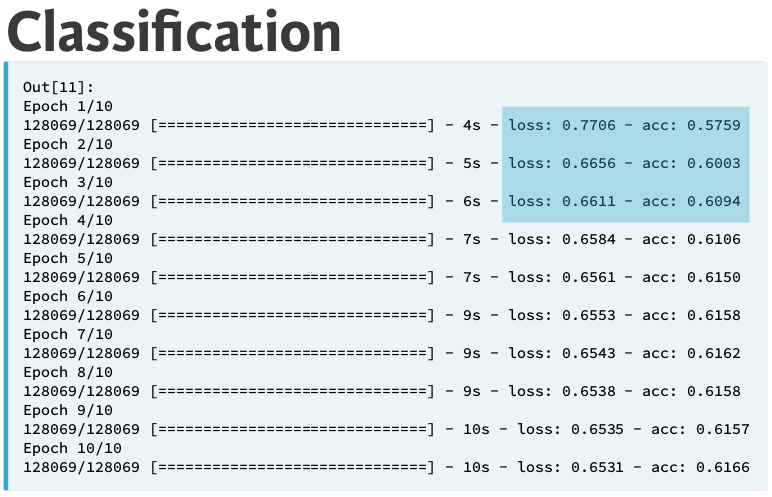 Classification
Out[11]:
Epoch 1/10
128069/128069 [==============================] - 4s - loss: 0.7706 - acc: 0.5759
Epoch 2/10
128069/128069 [==============================] - 5s - loss: 0.6656 - acc: 0.6003
Epoch 3/10
128069/128069 [==============================] - 6s - loss: 0.6611 - acc: 0.6094
Epoch 4/10
128069/128069 [==============================] - 7s - loss: 0.6584 - acc: 0.6106
Epoch 5/10
128069/128069 [==============================] - 7s - loss: 0.6561 - acc: 0.6150
Epoch 6/10
128069/128069 [==============================] - 9s - loss: 0.6553 - acc: 0.6158
Epoch 7/10
128069/128069 [==============================] - 9s - loss: 0.6543 - acc: 0.6162
Epoch 8/10
128069/128069 [==============================] - 9s - loss: 0.6538 - acc: 0.6158
Epoch 9/10
128069/128069 [==============================] - 10s - loss: 0.6535 - acc: 0.6157
Epoch 10/10
128069/128069 [==============================] - 10s - loss: 0.6531 - acc: 0.6166